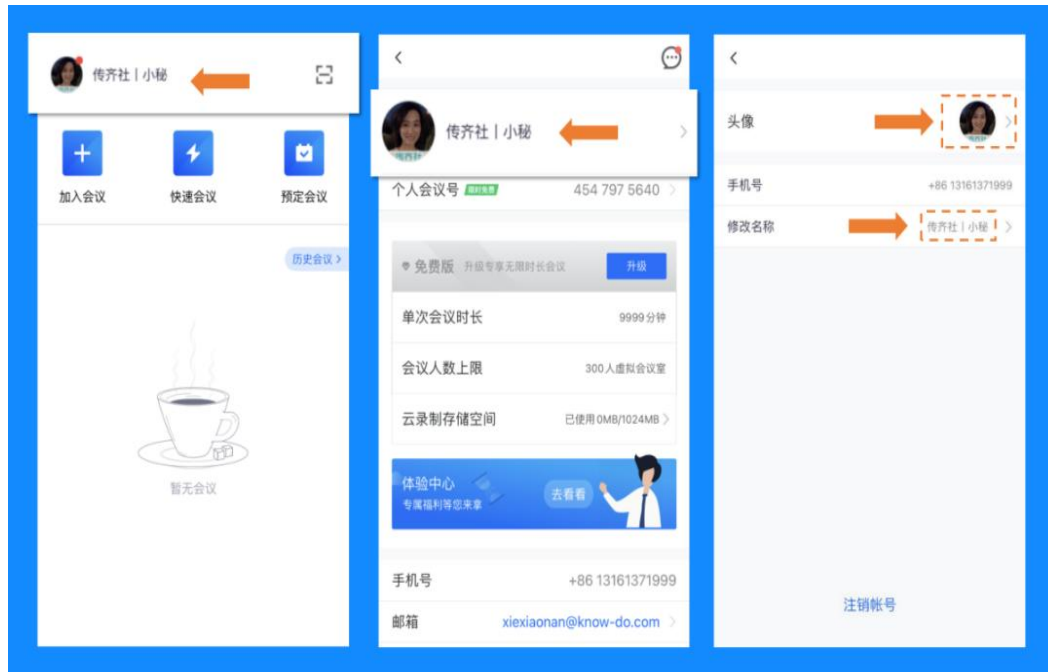 传齐社 | 小秘
加入会议
快速会议
预定会议
历史会议 >
暂无会议
传齐社 | 小秘
个人会议号 限时免费 454 797 5640
免费版 升级专享无限时长会议 升级
单次会议时长 9999分钟
会议人数上限 300人虚拟会议室
云录制存储空间 已使用0MB/1024MB
体验中心
专属福利等您来拿
去看看
手机号 +86 13161371999
邮箱 xiexiaonan@know-do.com
头像
手机号 +86 13161371999
修改名称 传齐社 | 小秘
注销帐号